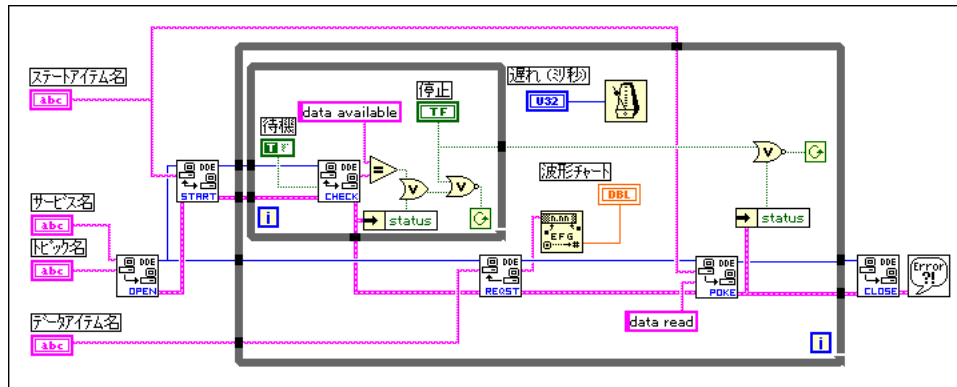 ステートアイテム名
abc
サービス名
abc
トピック名
abc
データアイテム名
abc
DDE
OPEN
DDE
START
待機
T F
data available
DDE
CHECK
=
V
V
status
i
停止
TF
遅れ (ミリ秒)
U32
波形チャート
DBL
n.nn
EFG
#
DDE
REQST
data read
DDE
POKE
V
status
i
DDE
CLOSE
Error
?!